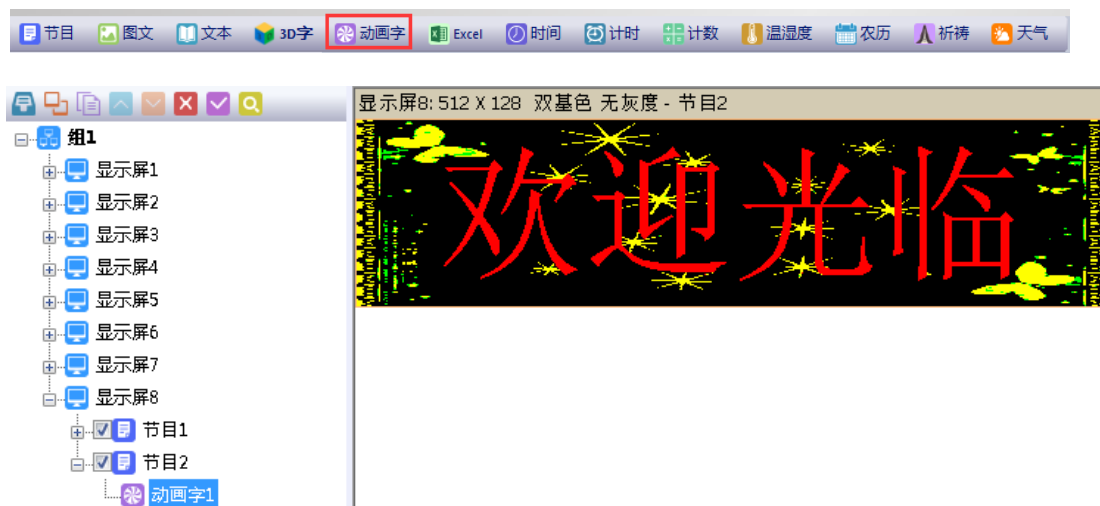 节目 图文 文本 3D字 动画字 Excel 时间 计时 计数 温湿度 农历 祈祷 天气
显示屏8: 512 X 128 双基色 无灰度 - 节目2
欢迎光临
组1
显示屏1
显示屏2
显示屏3
显示屏4
显示屏5
显示屏6
显示屏7
显示屏8
节目1
节目2
动画字1